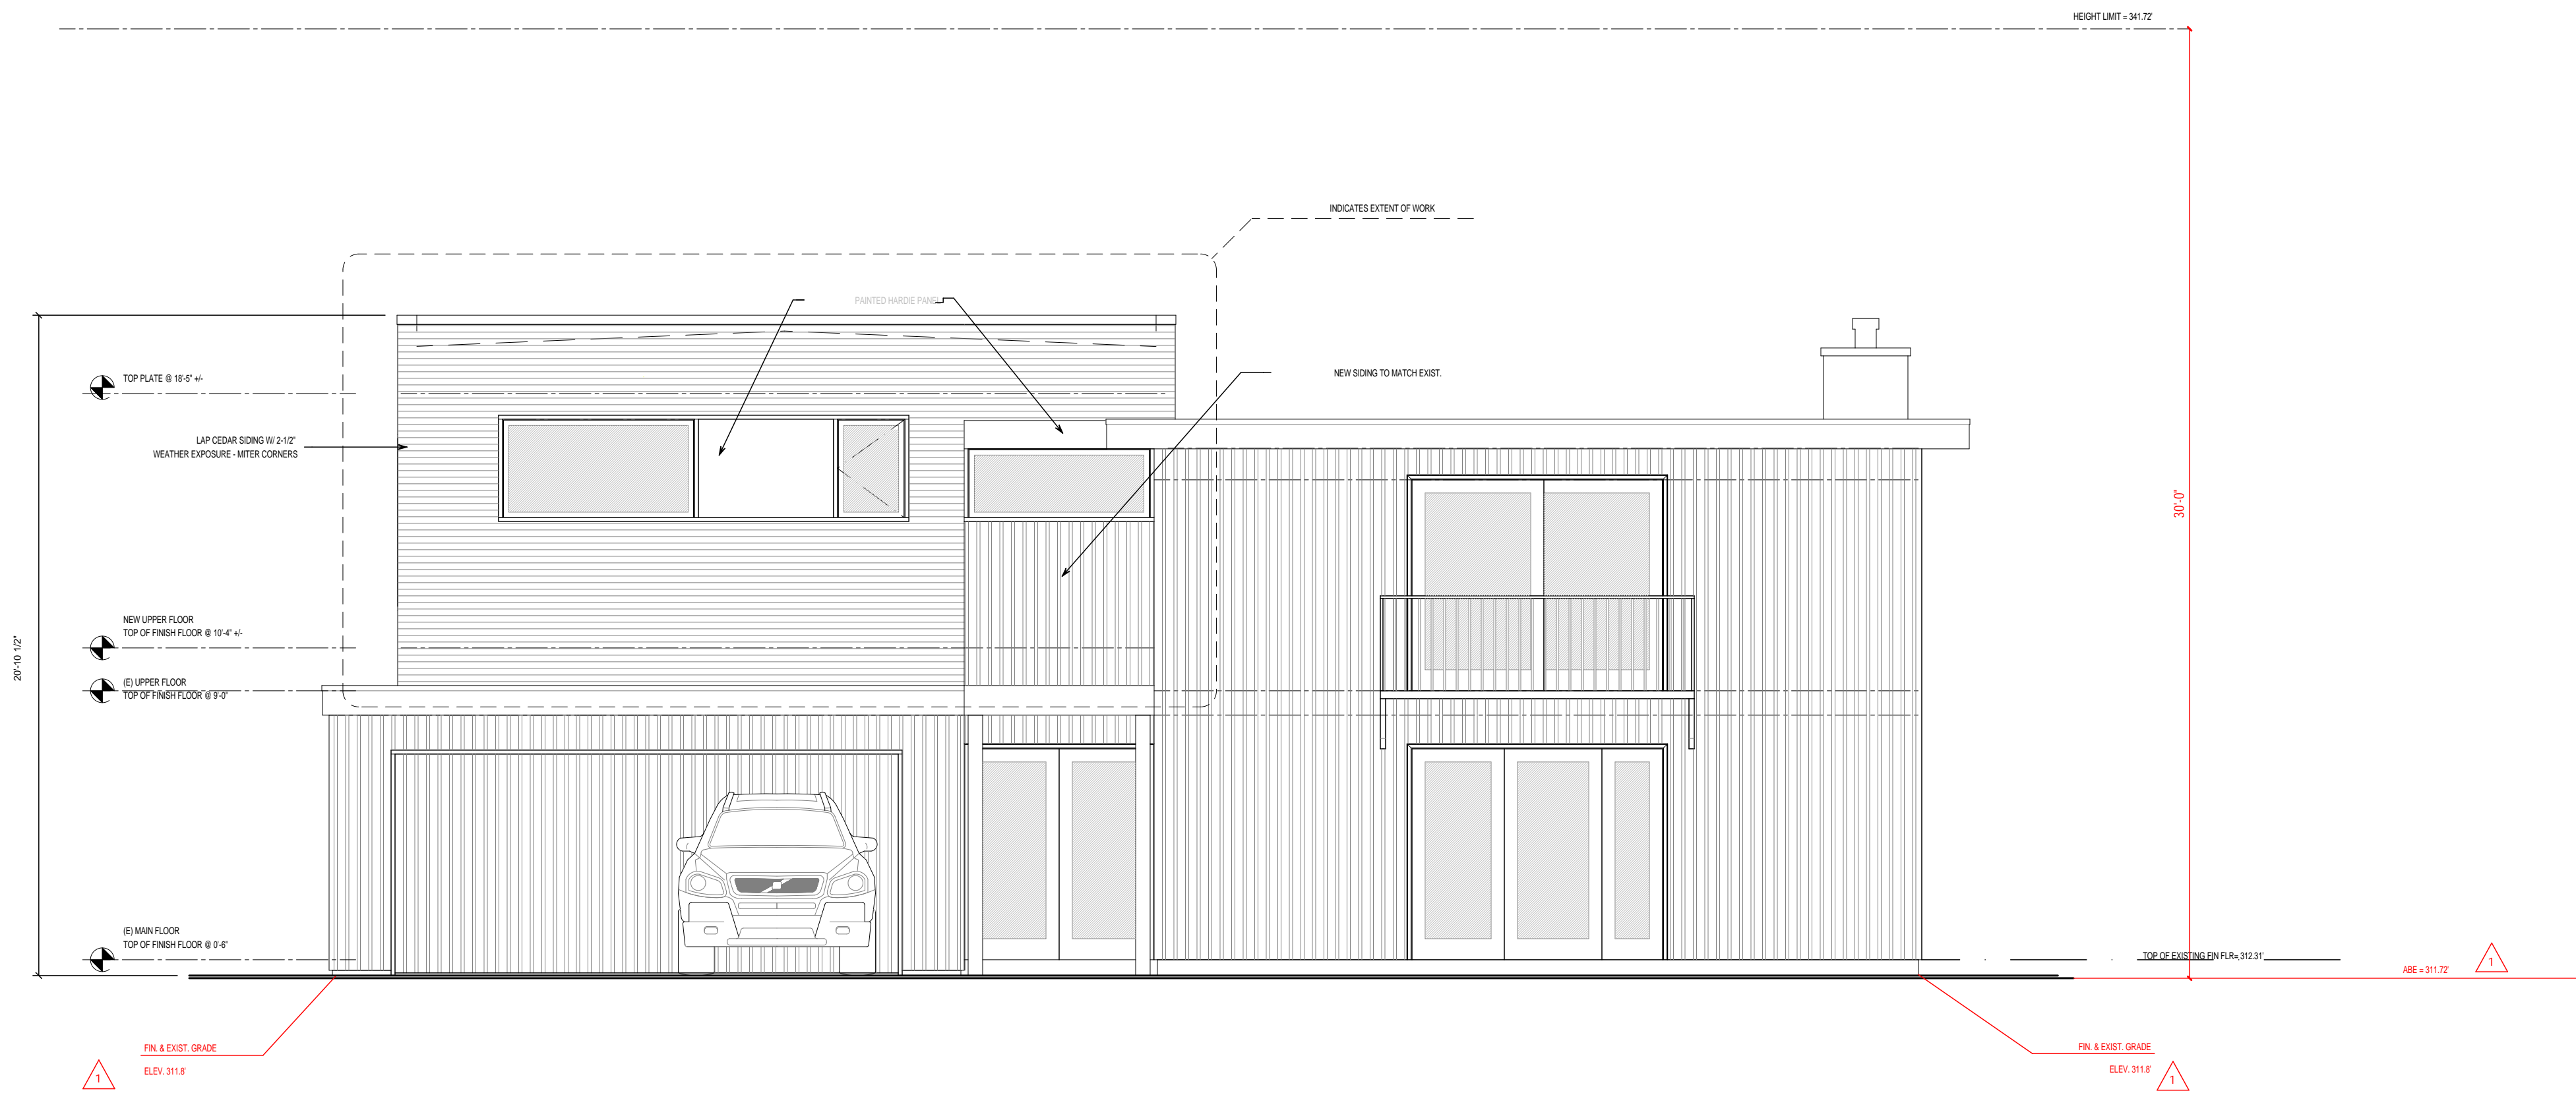 HEIGHT LIMIT = 341.72'
INDICATES EXTENT OF WORK
PAINTED HARDIE PANEL
NEW SIDING TO MATCH EXIST.
TOP PLATE @ 18'-5" +/-
LAP CEDAR SIDING W/ 2-1/2"
WEATHER EXPOSURE - MITER CORNERS
30'-0"
NEW UPPER FLOOR
TOP OF FINISH FLOOR @ 10'-4" +/-
20'-10 1/2"
(E) UPPER FLOOR
TOP OF FINISH FLOOR @ 9'-0"
(E) MAIN FLOOR
TOP OF FINISH FLOOR @ 0'-6"
TOP OF EXISTING FIN FLR= 312.31'
ABE = 311.72'
1
FIN. & EXIST. GRADE
ELEV. 311.8'
1
FIN. & EXIST. GRADE
ELEV. 311.8'
1